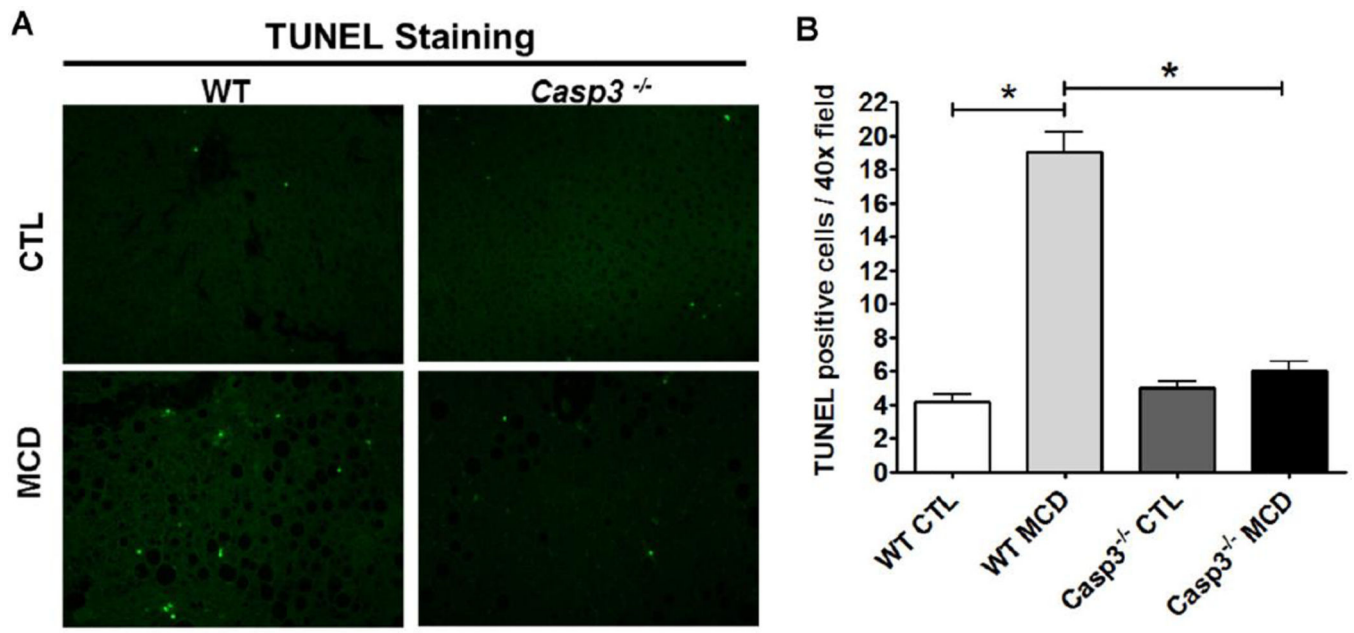 A
TUNEL Staining
WT
Casp3 -/-
CTL
MCD
B
TUNEL positive cells / 40x field
22
20
18
16
14
12
10
8
6
4
2
0
*
*
WT CTL
WT MCD
Casp3-/- CTL
Casp3-/- MCD